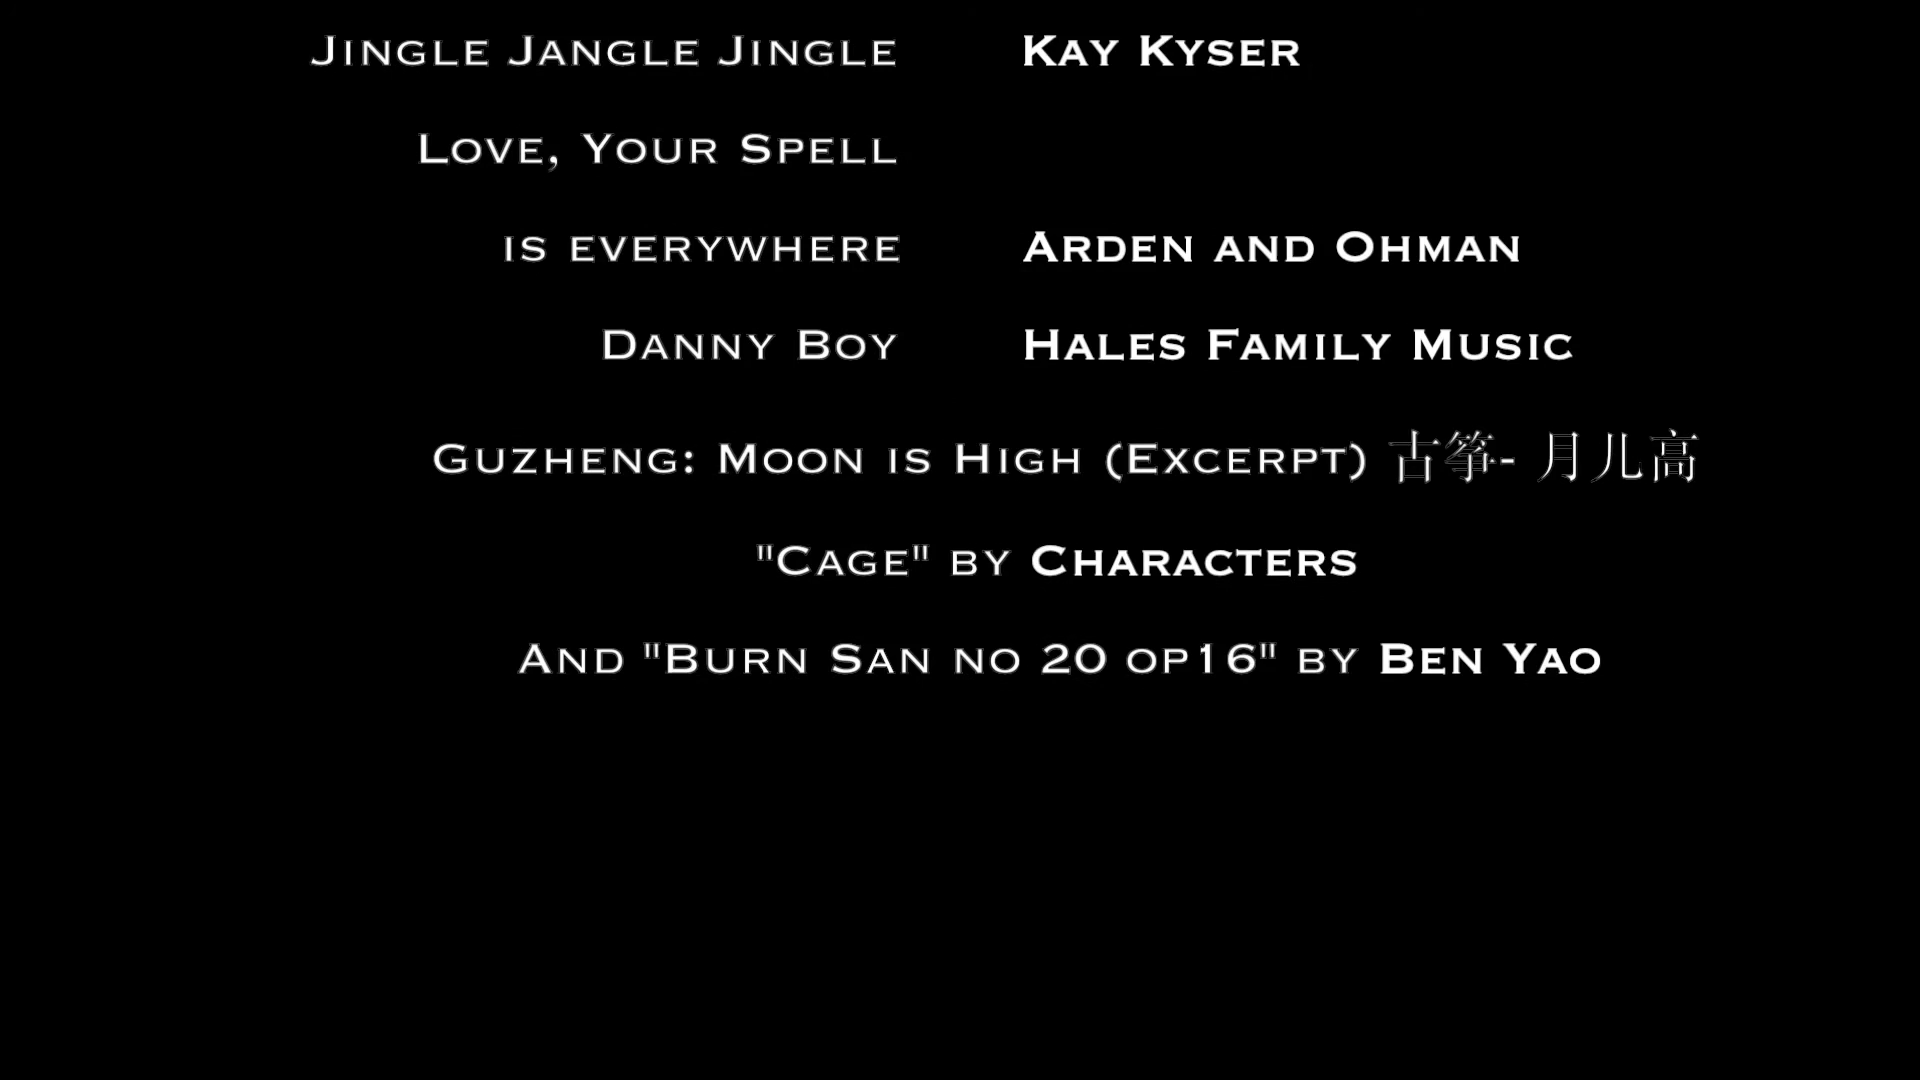 Jingle Jangle Jingle Kay Kyser
Love, Your Spell
is everywhere Arden and Ohman
Danny Boy Hales Family Music
Guzheng: Moon is High (Excerpt) 古筝- 月儿高
"Cage" by Characters
And "Burn San no 20 op16" by Ben Yao